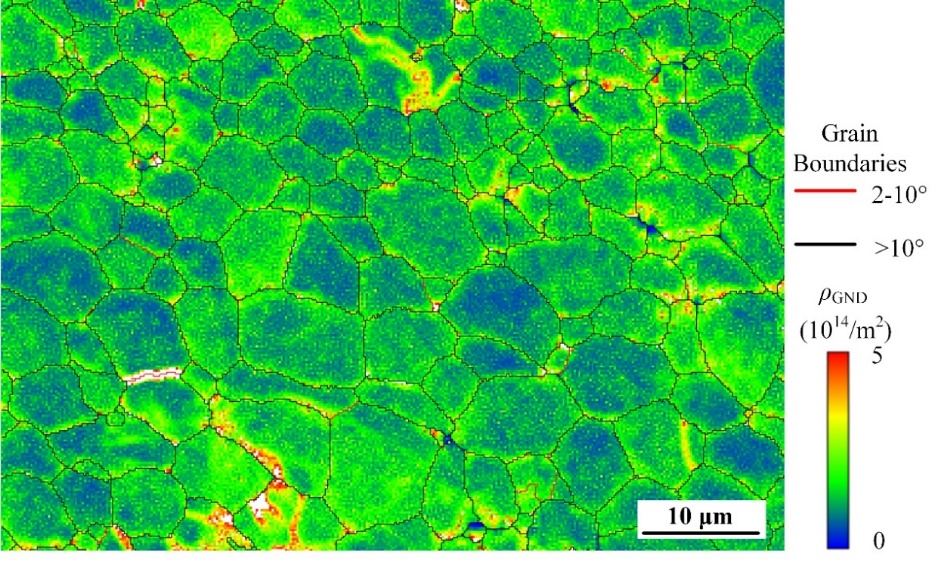 Grain
Boundaries
2-10°
>10°
ρGND
(10¹⁴/m²)
5
0
10 μm